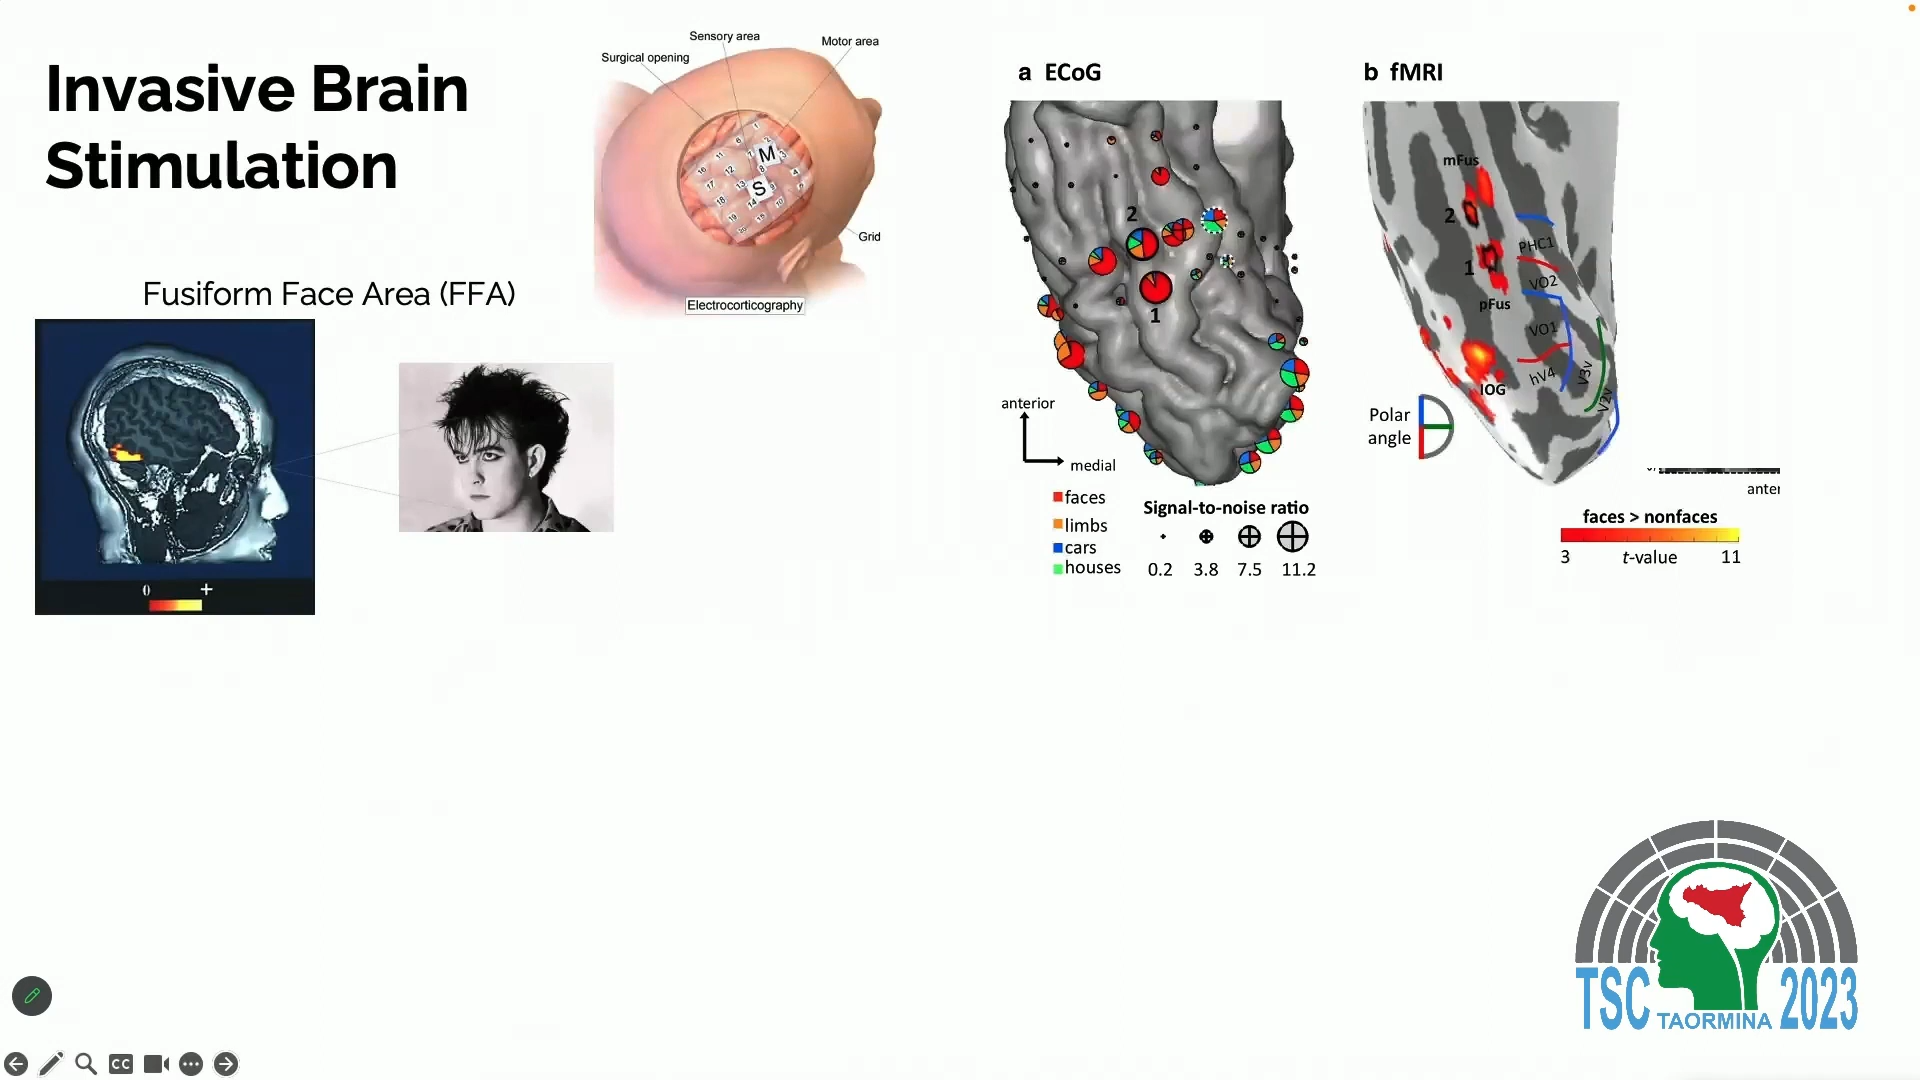 Invasive Brain
Stimulation
Fusiform Face Area (FFA)
0 +
Surgical opening
Sensory area
Motor area
M
S
Grid
Electrocorticography
a ECoG
2
1
anterior
medial
faces
limbs
cars
houses
Signal-to-noise ratio
0.2 3.8 7.5 11.2
b fMRI
mFus
2
PHC1
1
VO2
pFus
VO1
hV4
V3v
V2v
IOG
Polar
angle
anter
faces > nonfaces
3 t-value 11
TSC TAORMINA 2023
CC